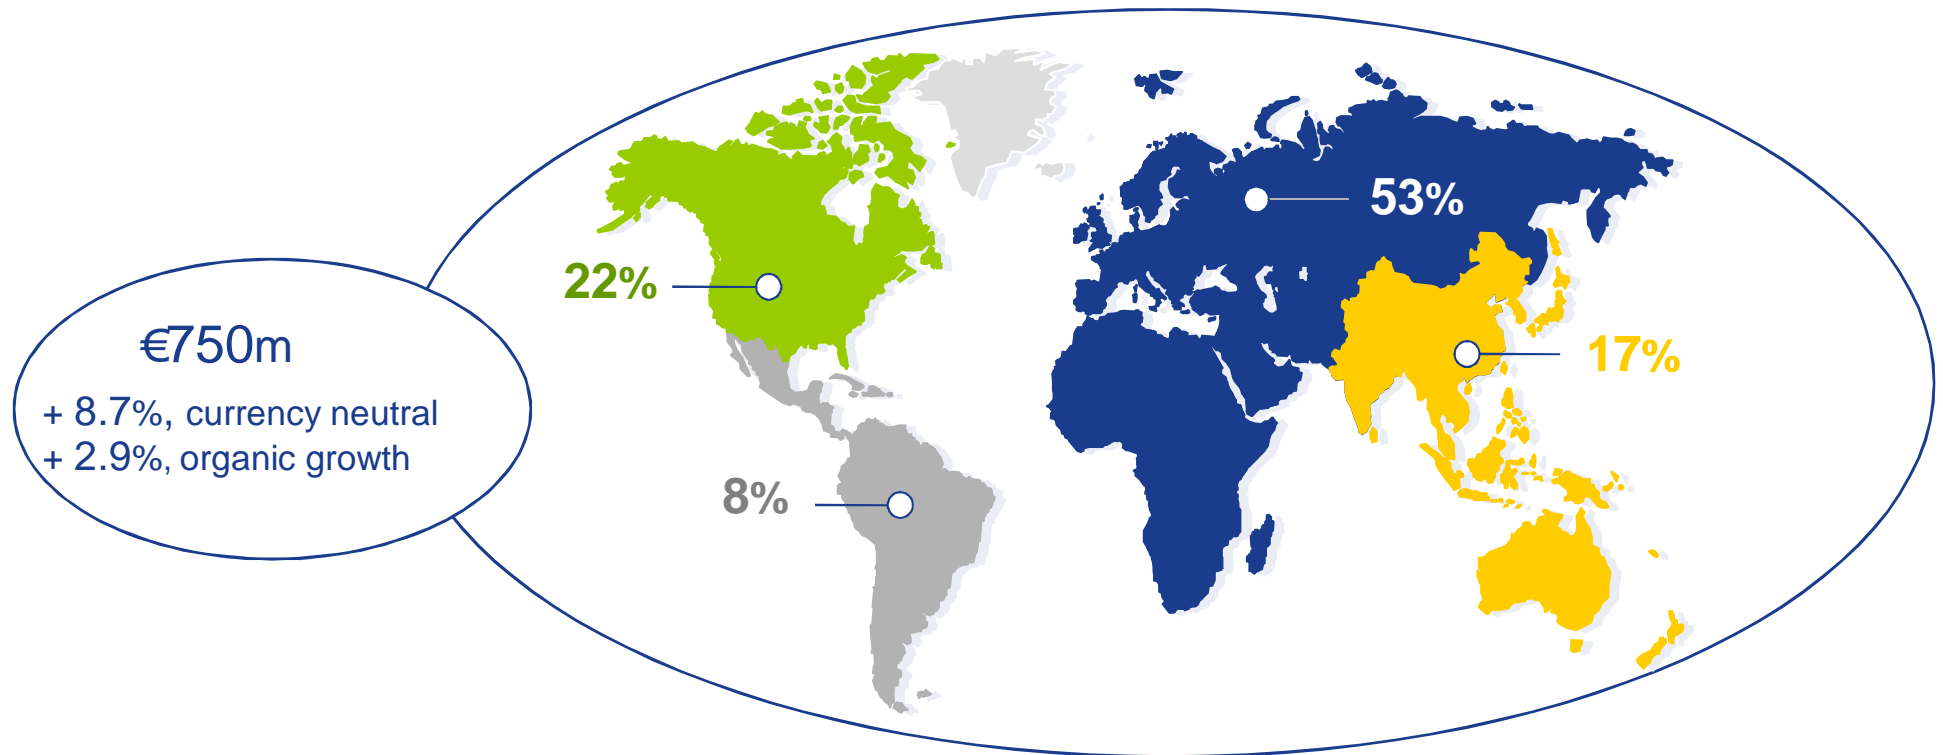 €750m
+ 8.7%, currency neutral
+ 2.9%, organic growth
22%
8%
53%
17%